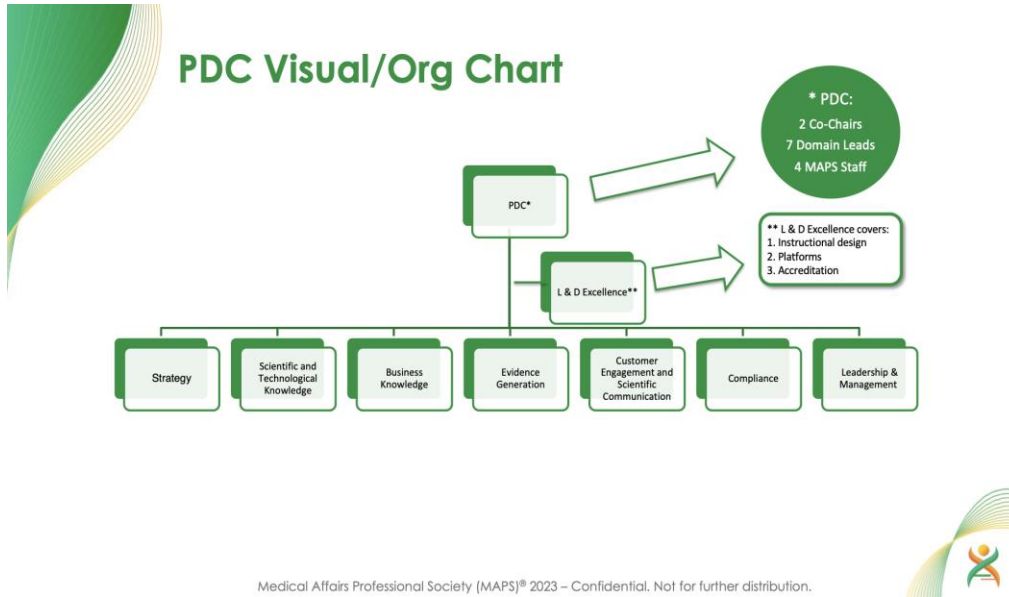 PDC Visual/Org Chart
* PDC:
2 Co-Chairs
7 Domain Leads
4 MAPS Staff
PDC*
** L & D Excellence covers:
1. Instructional design
2. Platforms
3. Accreditation
L & D Excellence**
Strategy
Scientific and
Technological
Knowledge
Business
Knowledge
Evidence
Generation
Customer
Engagement and
Scientific
Communication
Compliance
Leadership &
Management
Medical Affairs Professional Society (MAPS)® 2023 – Confidential. Not for further distribution.